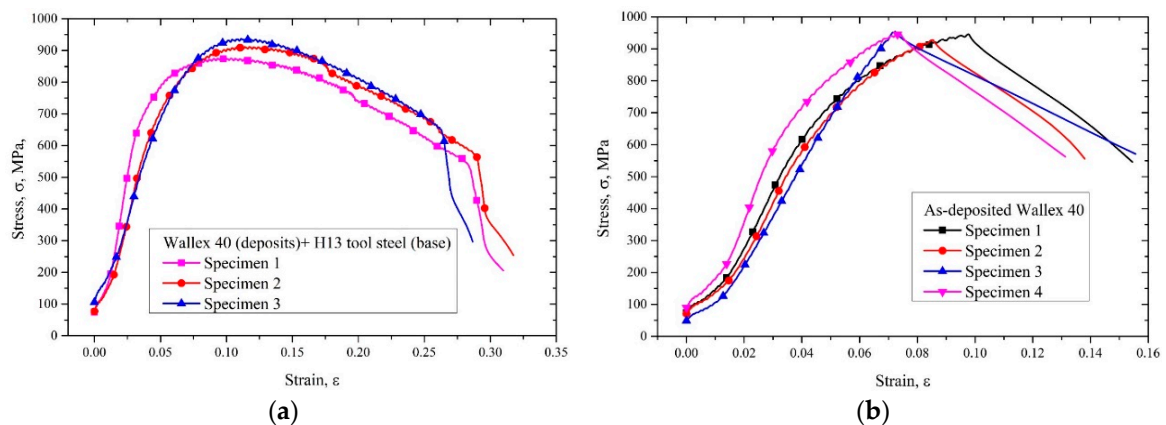 1000
900
800
700
600
500
400
300
200
100
0
Stress, σ, MPa
Wallex 40 (deposits)+ H13 tool steel (base)
Specimen 1
Specimen 2
Specimen 3
0.00 0.05 0.10 0.15 0.20 0.25 0.30 0.35
Strain, ε
(a)
1000
900
800
700
600
500
400
300
200
100
0
Stress, σ, MPa
As-deposited Wallex 40
Specimen 1
Specimen 2
Specimen 3
Specimen 4
0.00 0.02 0.04 0.06 0.08 0.10 0.12 0.14 0.16
Strain, ε
(b)